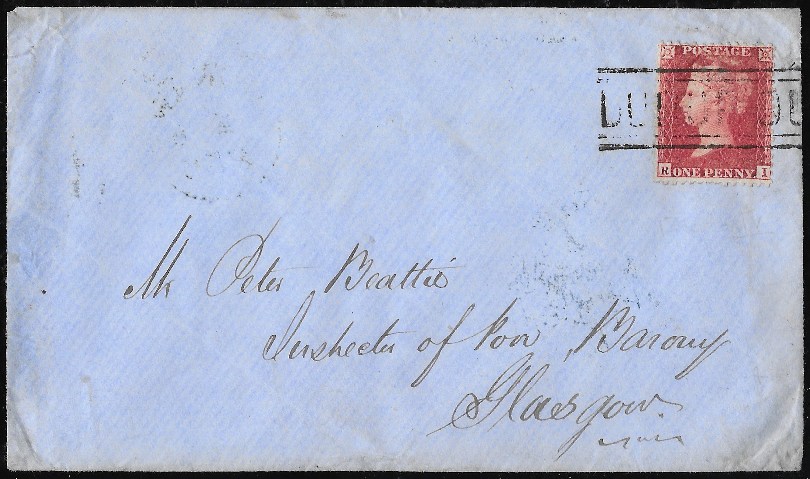 POSTAGE
R ONE PENNY I
Mr Peter Beattie
Inspector of Poor Barony
Glasgow